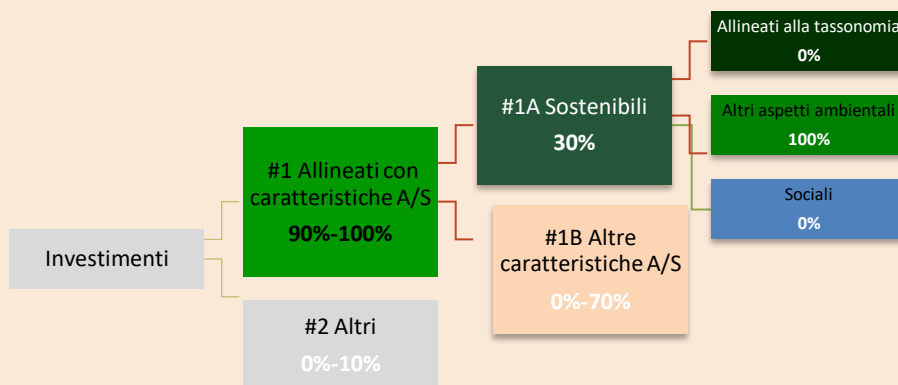 Investimenti
#1 Allineati con
caratteristiche A/S
90%-100%
#2 Altri
0%-10%
#1A Sostenibili
30%
#1B Altre
caratteristiche A/S
0%-70%
Allineati alla tassonomia
0%
Altri aspetti ambientali
100%
Sociali
0%